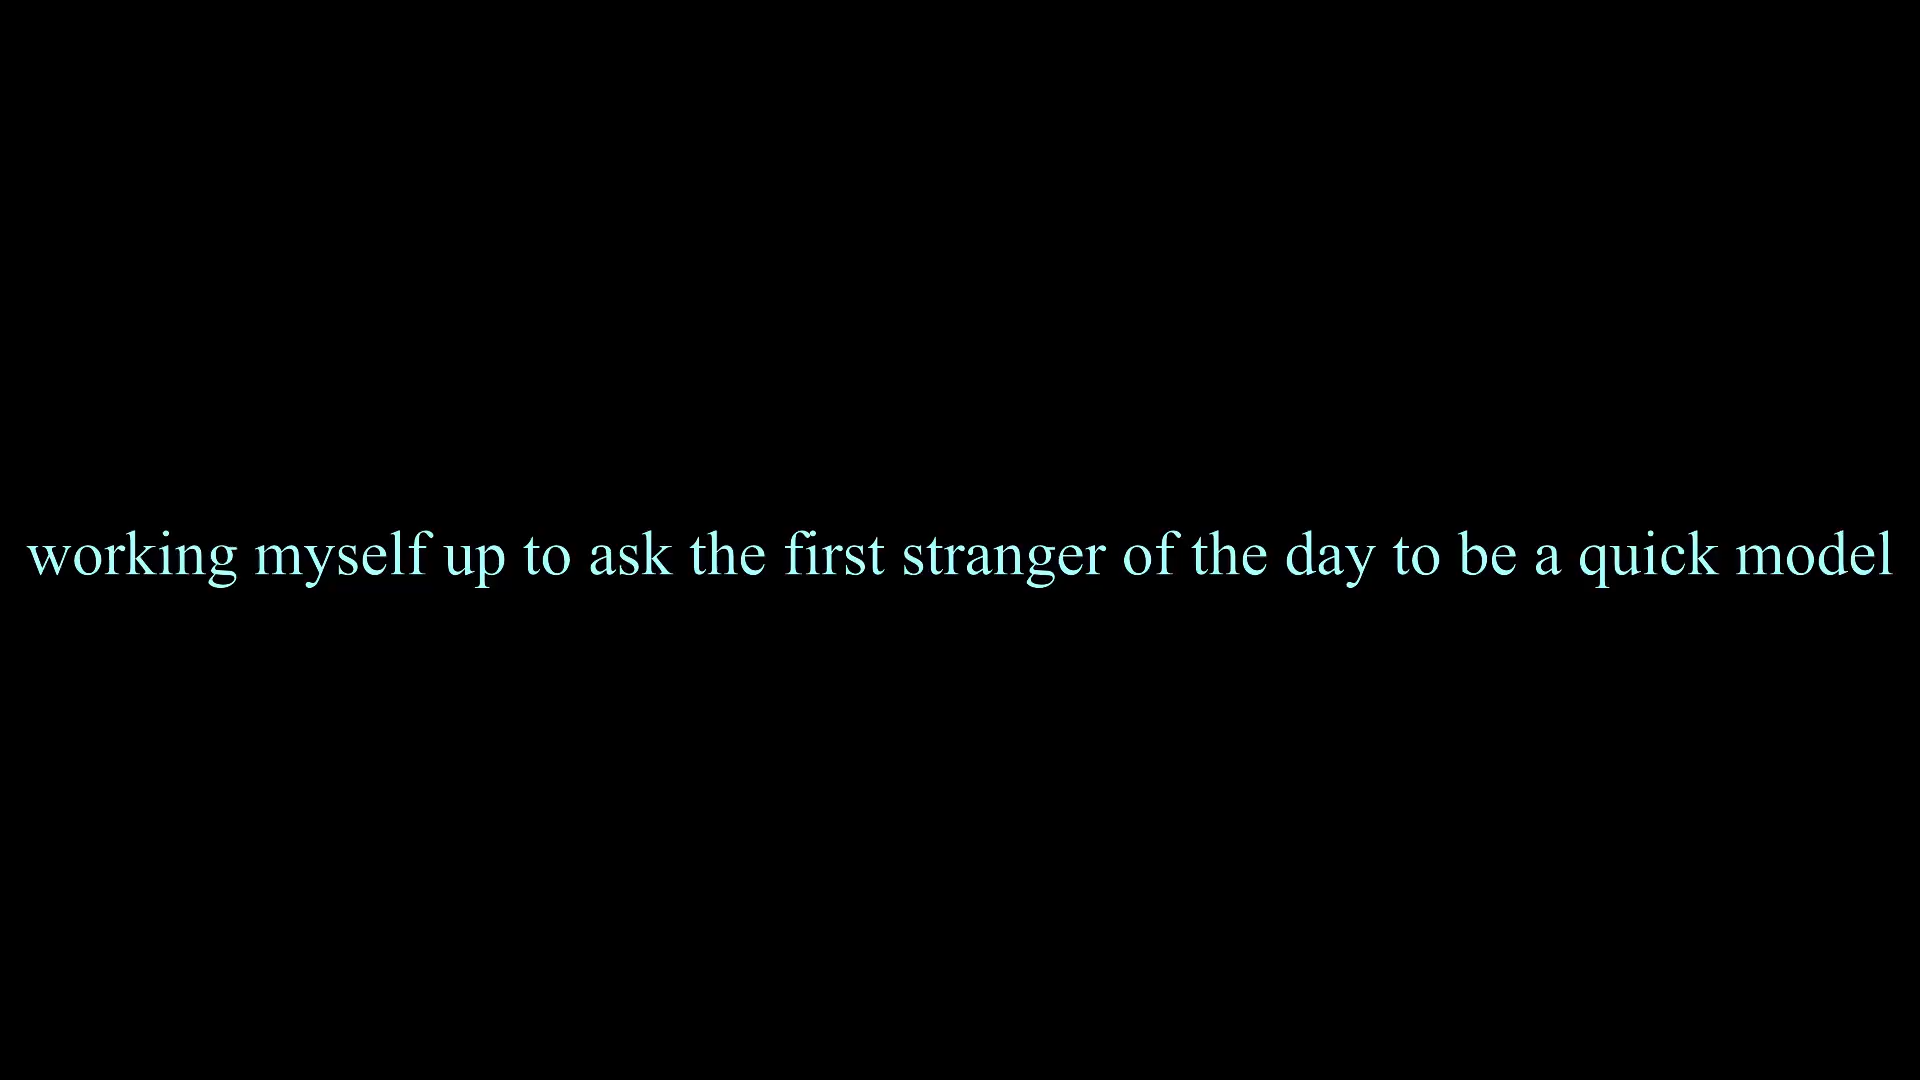 working myself up to ask the first stranger of the day to be a quick model